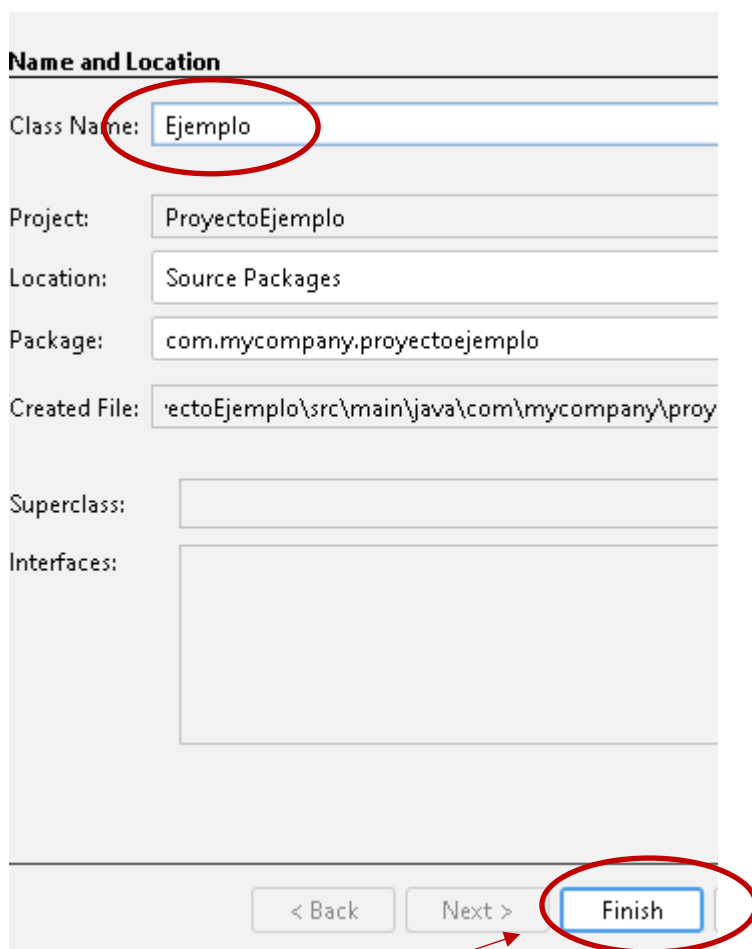 Name and Location
Class Name: Ejemplo
Project: ProyectoEjemplo
Location: Source Packages
Package: com.mycompany.proyectoejemplo
Created File: ectoEjemplo\src\main\java\com\mycompany\proy
Superclass:
Interfaces:
< Back Next > Finish